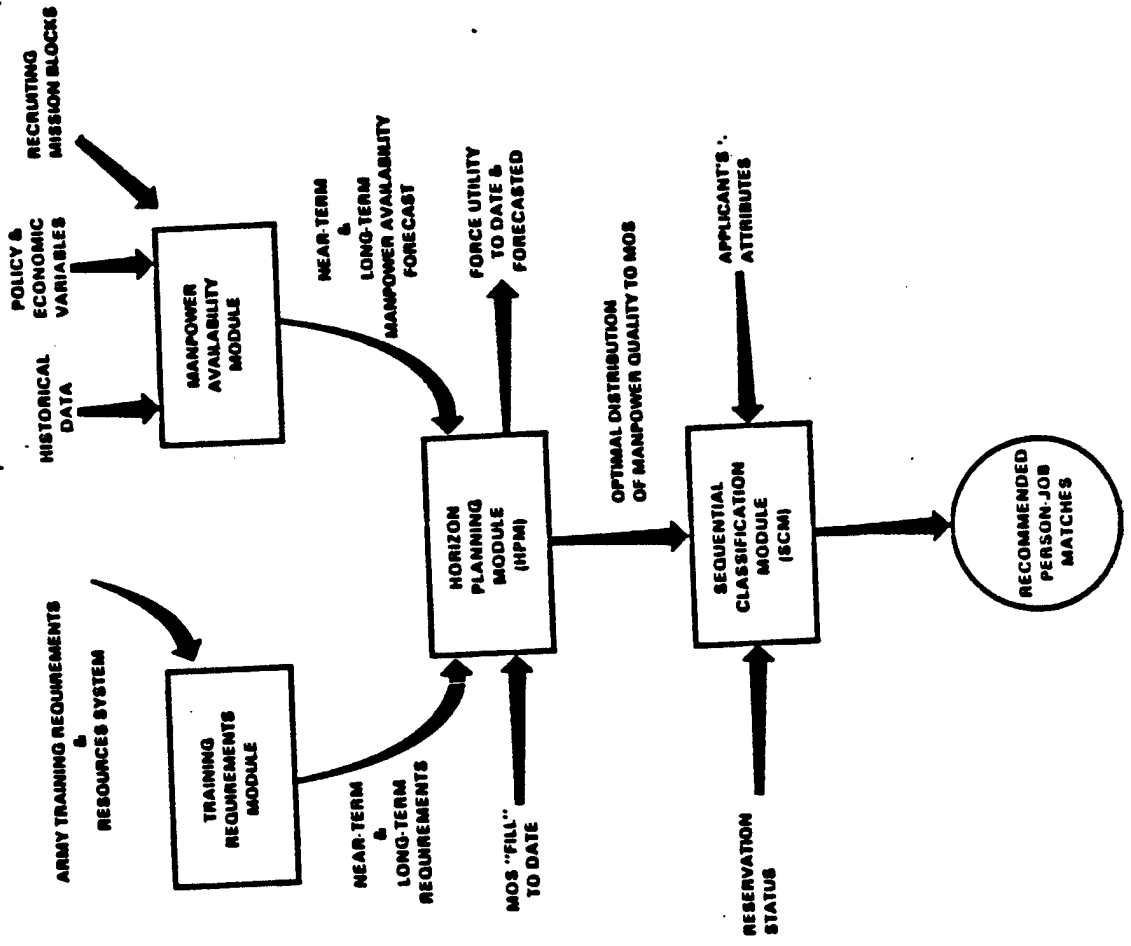 ARMY TRAINING REQUIREMENTS
&
RESOURCES SYSTEM
HISTORICAL
DATA
POLICY &
ECONOMIC
VARIABLES
RECRUITING
MISSION BLOCKS
TRAINING
REQUIREMENTS
MODULE
MANPOWER
AVAILABILITY
MODULE
NEAR-TERM
&
LONG-TERM
REQUIREMENTS
NEAR-TERM
&
LONG-TERM
MANPOWER AVAILABILITY
FORECAST
MOS "FILL"
TO DATE
HORIZON
PLANNING
MODULE
(HPM)
FORCE UTILITY
TO DATE &
FORECASTED
OPTIMAL DISTRIBUTION
OF MANPOWER QUALITY TO MOS
RESERVATION
STATUS
SEQUENTIAL
CLASSIFICATION
MODULE
(SCM)
APPLICANT'S
ATTRIBUTES
RECOMMENDED
PERSON-JOB
MATCHES